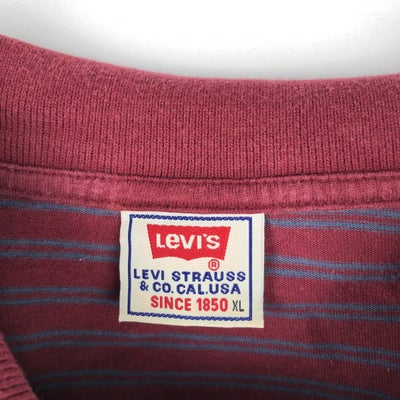 LEVI'S
®
LEVI STRAUSS
& CO. CAL.USA
SINCE 1850 XL